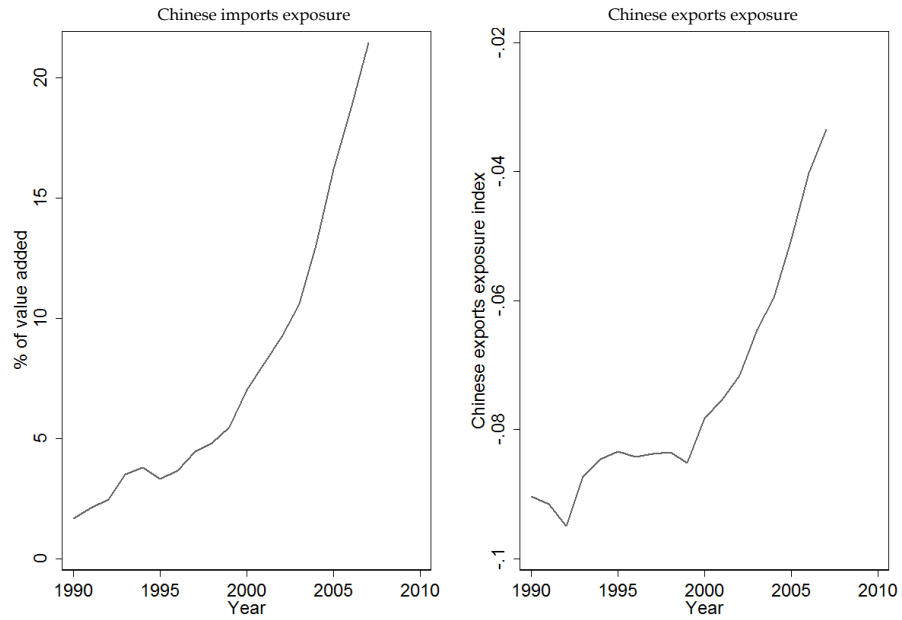 Chinese imports exposure
% of value added
20
15
10
5
0
1990 1995 2000 2005 2010
Year
Chinese exports exposure
Chinese exports exposure index
-.02
-.04
-.06
-.08
-.1
1990 1995 2000 2005 2010
Year